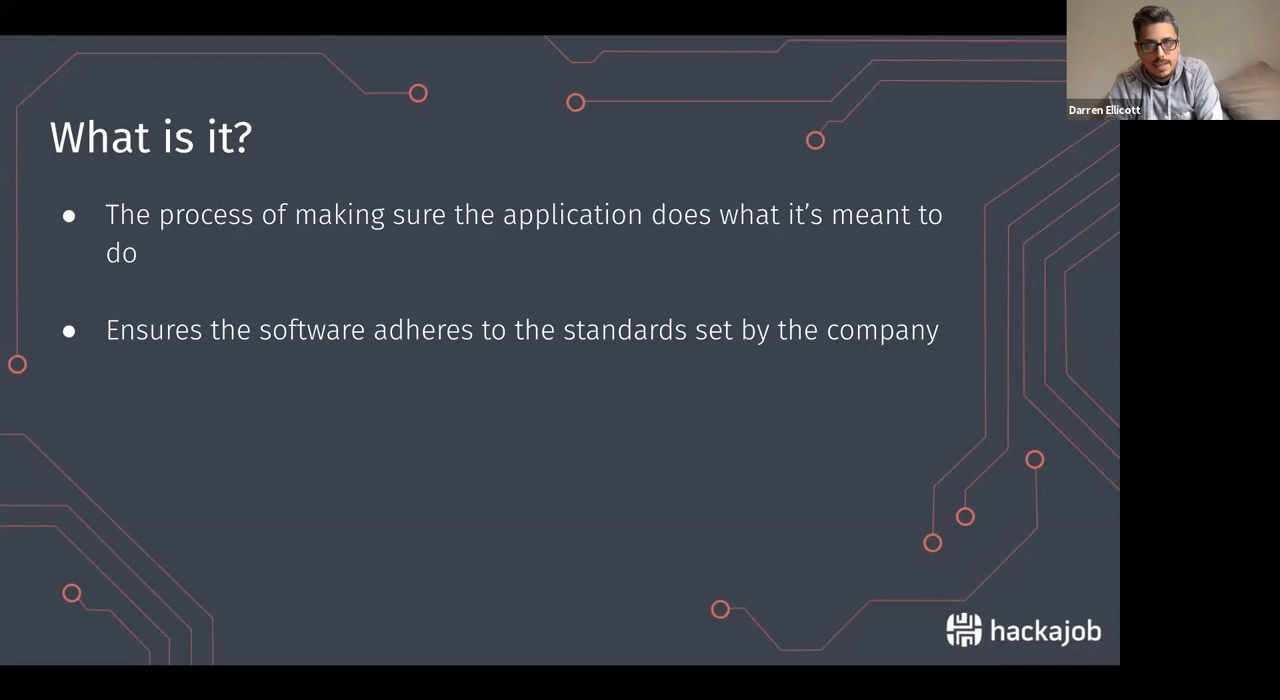 Darren Ellicott
What is it?
● The process of making sure the application does what it’s meant to
do
● Ensures the software adheres to the standards set by the company
hackajob